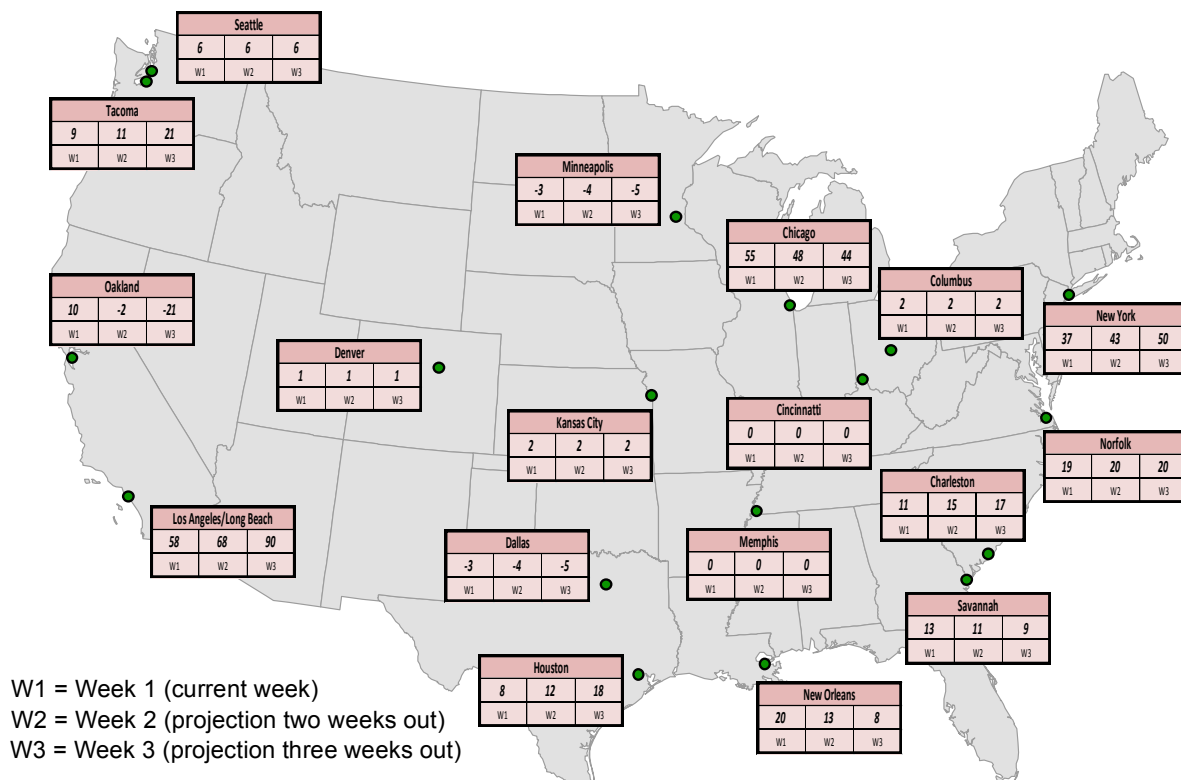 Seattle
6 6 6
W1 W2 W3
Tacoma
9 11 21
W1 W2 W3
Minneapolis
-3 -4 -5
W1 W2 W3
Chicago
55 48 44
W1 W2 W3
Oakland
10 -2 -21
W1 W2 W3
Columbus
2 2 2
W1 W2 W3
New York
37 43 50
W1 W2 W3
Denver
1 1 1
W1 W2 W3
Kansas City
2 2 2
W1 W2 W3
Cincinnatti
0 0 0
W1 W2 W3
Norfolk
19 20 20
W1 W2 W3
Charleston
11 15 17
W1 W2 W3
Los Angeles/Long Beach
58 68 90
W1 W2 W3
Dallas
-3 -4 -5
W1 W2 W3
Memphis
0 0 0
W1 W2 W3
Savannah
13 11 9
W1 W2 W3
Houston
8 12 18
W1 W2 W3
New Orleans
20 13 8
W1 W2 W3
W1 = Week 1 (current week)
W2 = Week 2 (projection two weeks out)
W3 = Week 3 (projection three weeks out)